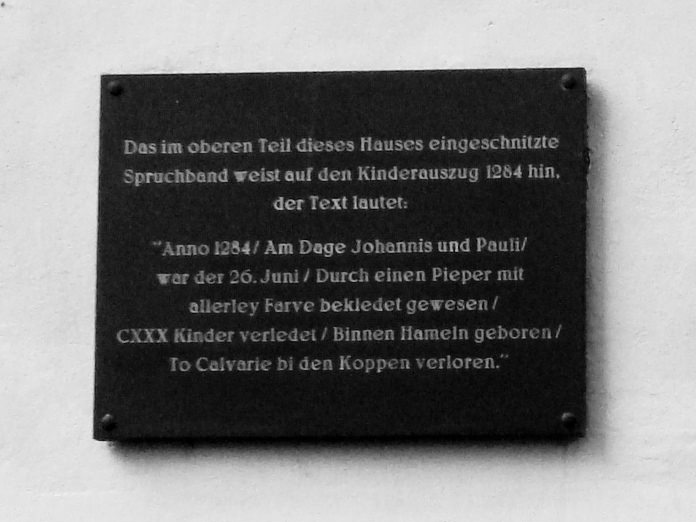 Das im oberen Teil dieses Hauses eingeschnitzte
Spruchband weist auf den Kinderauszug 1284 hin,
der Text lautet:
"Anno 1284/ Am Dage Johannis und Pauli/
war der 26. Juni / Durch einen Pieper mit
allerley Farve bekledet gewesen /
CXXX Kinder verledet / Binnen Hameln geboren /
To Calvarie bi den Koppen verloren."